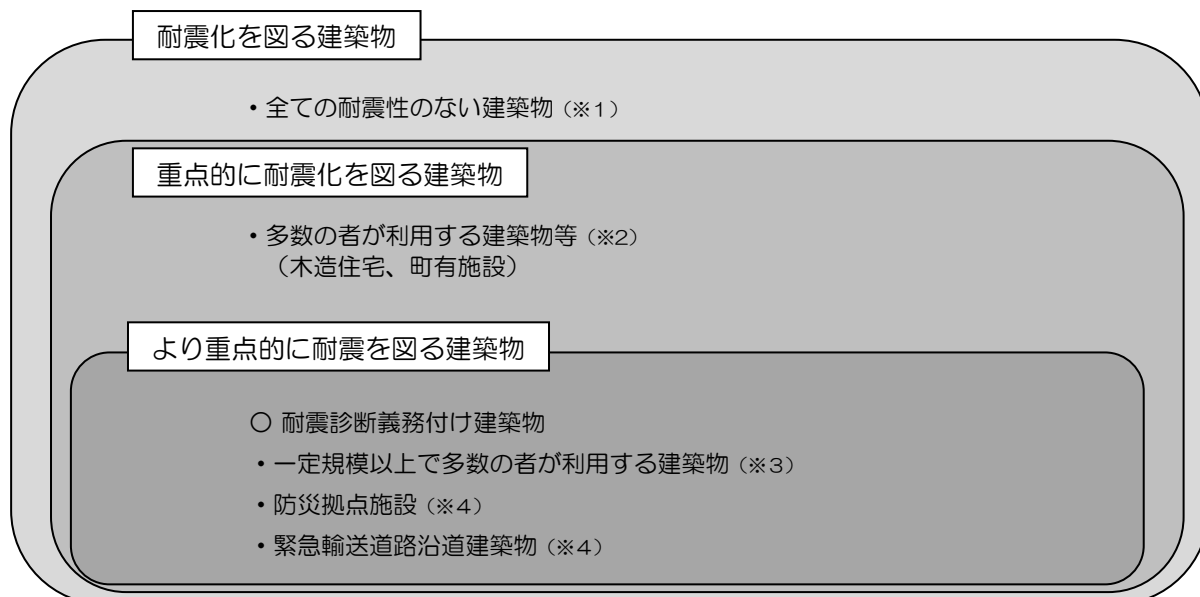 耐震化を図る建築物
・全ての耐震性のない建築物（※1）
重点的に耐震化を図る建築物
・多数の者が利用する建築物等（※2）
（木造住宅、町有施設）
より重点的に耐震を図る建築物
○ 耐震診断義務付け建築物
・一定規模以上で多数の者が利用する建築物（※3）
・防災拠点施設（※4）
・緊急輸送道路沿道建築物（※4）